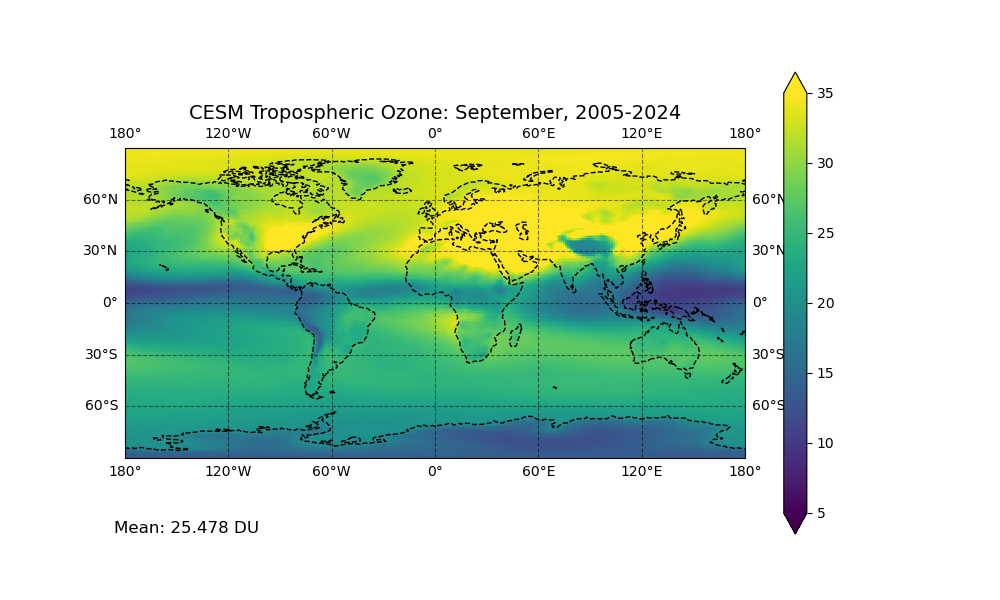 CESM Tropospheric Ozone: September, 2005-2024
180° 120°W 60°W 0° 60°E 120°E 180°
60°N 60°N
30°N 30°N
0° 0°
30°S 30°S
60°S 60°S
180° 120°W 60°W 0° 60°E 120°E 180°
35
30
25
20
15
10
5
Mean: 25.478 DU